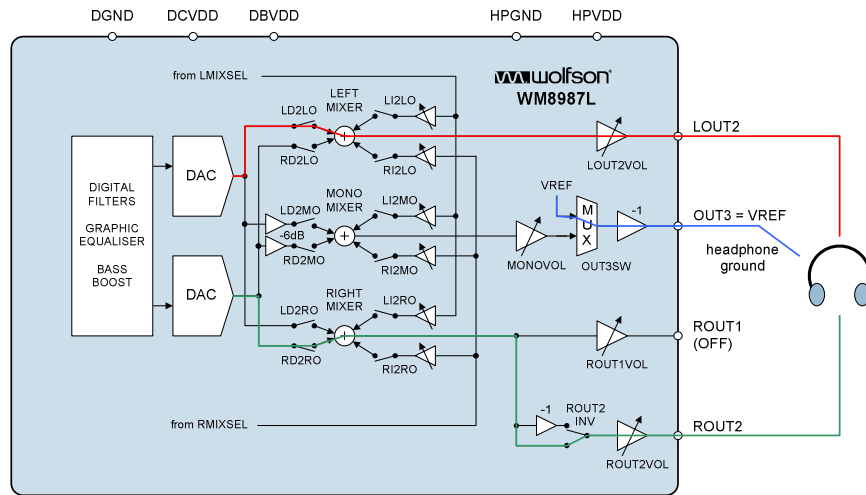 DGND
DCVDD
DBVDD
HPGND
HPVDD
from LMIXSEL
wolfson®
WM8987L
LEFT
MIXER
LD2LO
LI2LO
RD2LO
RI2LO
LOUT2VOL
LOUT2
DIGITAL
FILTERS
GRAPHIC
EQUALISER
BASS
BOOST
DAC
DAC
LD2MO
-6dB
RD2MO
MONO
MIXER
LI2MO
RI2MO
MONOVOL
VREF
MUX
OUT3SW
-1
OUT3 = VREF
headphone
ground
RIGHT
MIXER
LD2RO
LI2RO
RD2RO
RI2RO
ROUT1VOL
ROUT1
(OFF)
from RMIXSEL
-1
ROUT2
INV
ROUT2VOL
ROUT2